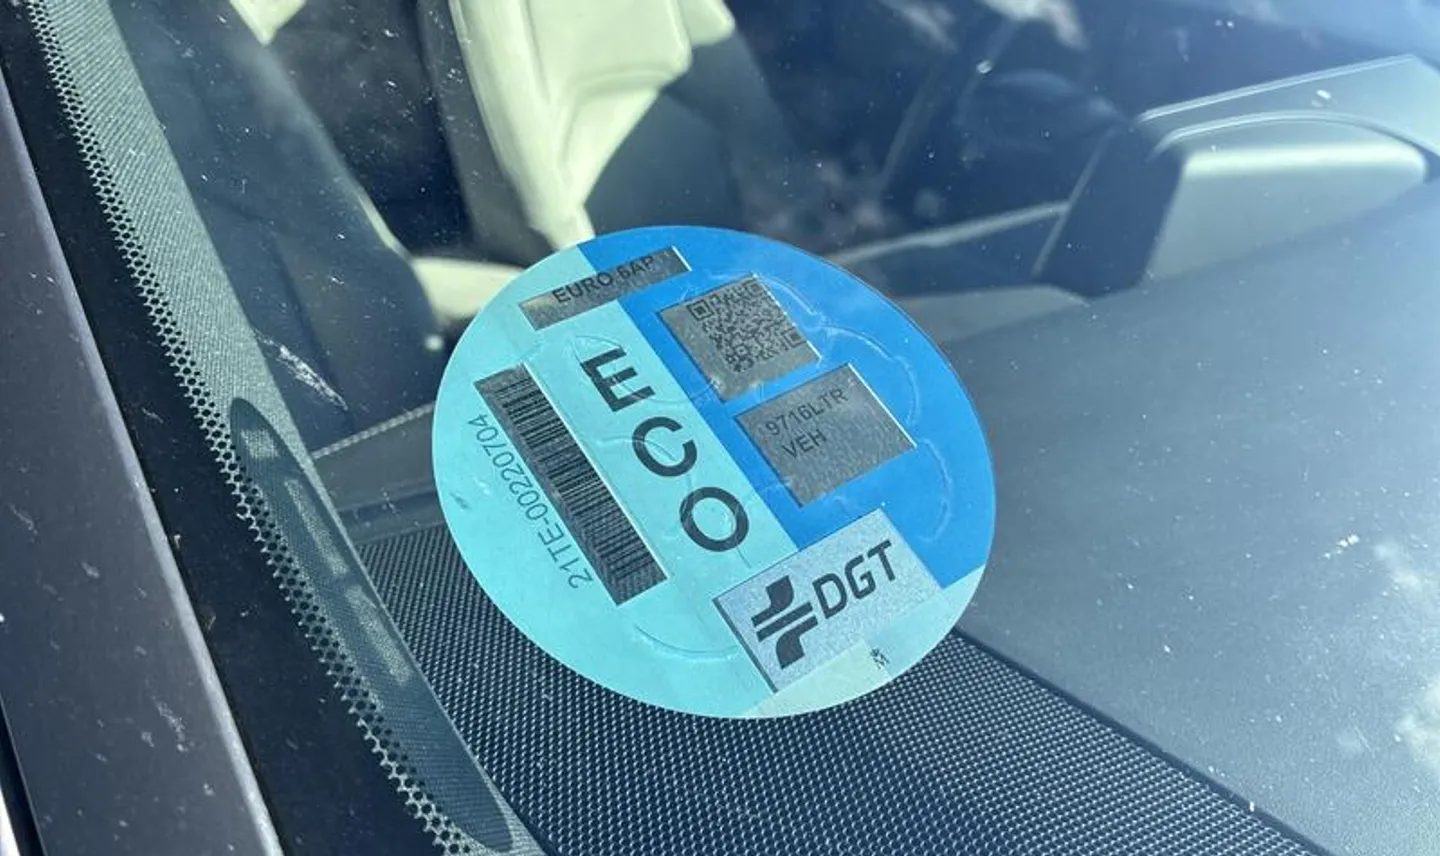 EURO 6AP
ECO
21TE-00220704
9716LTR
VEH
DGT